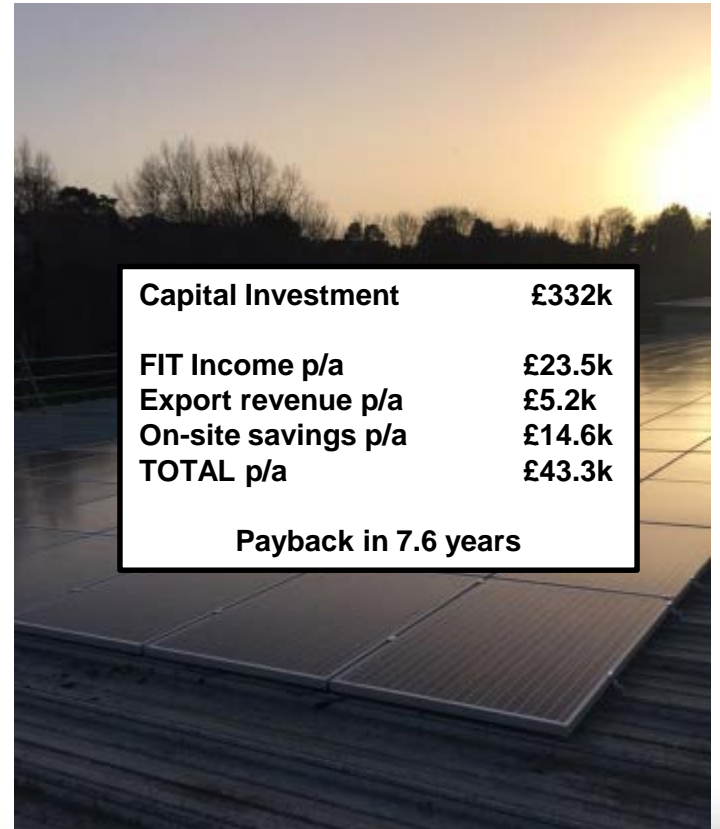 Capital Investment £332k
FIT Income p/a £23.5k
Export revenue p/a £5.2k
On-site savings p/a £14.6k
TOTAL p/a £43.3k
Payback in 7.6 years